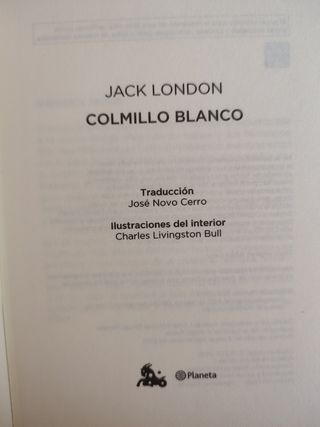 JACK LONDON
COLMILLO BLANCO
Traducción
José Novo Cerro
Ilustraciones del interior
Charles Livingston Bull
Planeta